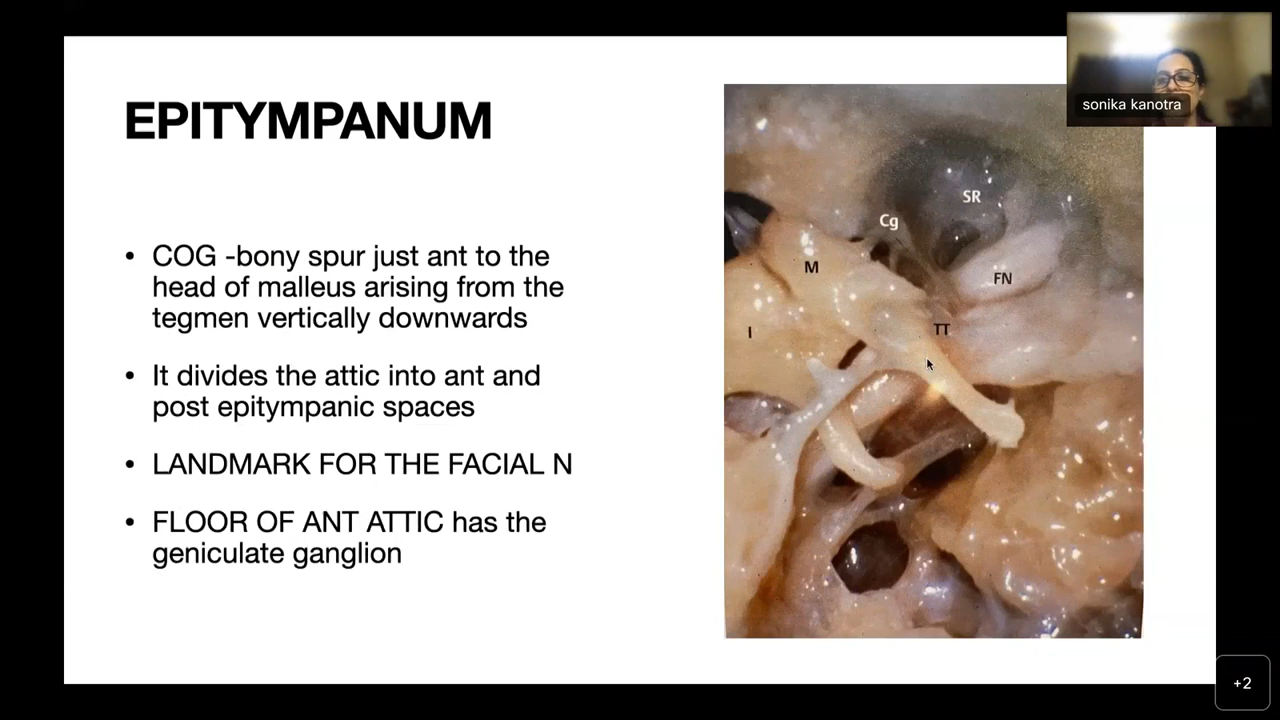 EPITYMPANUM
• COG -bony spur just ant to the
head of malleus arising from the
tegmen vertically downwards
• It divides the attic into ant and
post epitympanic spaces
• LANDMARK FOR THE FACIAL N
• FLOOR OF ANT ATTIC has the
geniculate ganglion
SR
Cg
M
FN
TT
I
sonika kanotra
+2